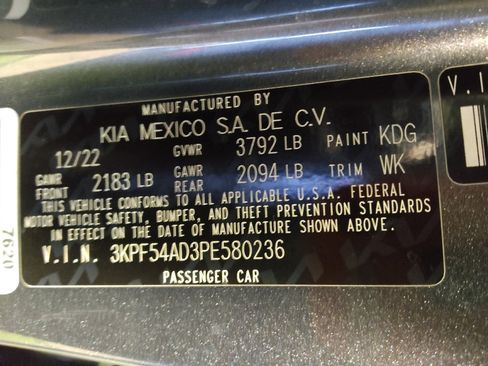 MANUFACTURED BY
KIA MEXICO S.A. DE C.V.
12/22 GVWR 3792 LB PAINT KDG
GAWR FRONT 2183 LB GAWR REAR 2094 LB TRIM WK
THIS VEHICLE CONFORMS TO ALL APPLICABLE U.S.A. FEDERAL
MOTOR VEHICLE SAFETY, BUMPER, AND THEFT PREVENTION STANDARDS
IN EFFECT ON THE DATE OF MANUFACTURE SHOWN ABOVE.
V.I.N. 3KPF54AD3PE580236
PASSENGER CAR
7620
V.I